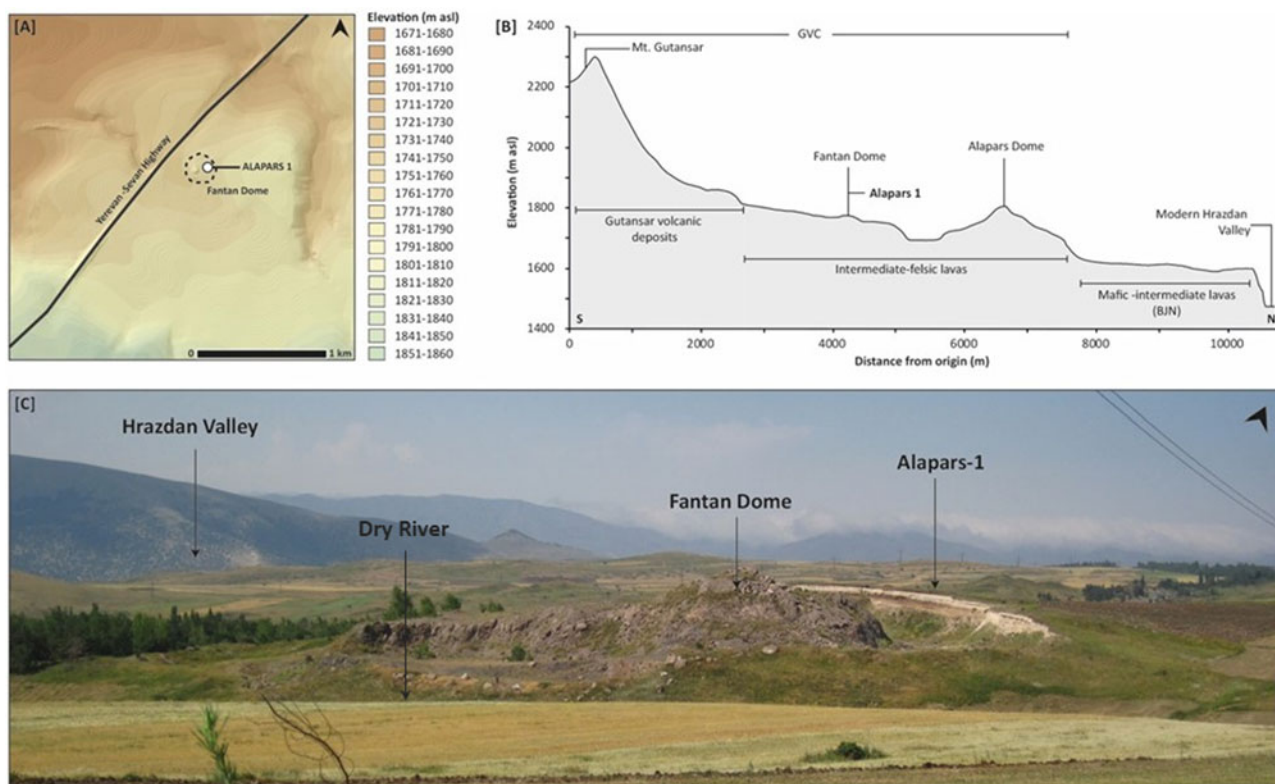 [A]
Elevation (m asl)
1671-1680
1681-1690
1691-1700
1701-1710
1711-1720
1721-1730
1731-1740
1741-1750
1751-1760
1761-1770
1771-1780
1781-1790
1791-1800
1801-1810
1811-1820
1821-1830
1831-1840
1841-1850
1851-1860
Yerevan -Sevan Highway
ALAPARS 1
Fantan Dome
0
1 km
[B]
2400
2200
2000
1800
1600
1400
Elevation (m asl)
GVC
Mt. Gutansar
Fantan Dome
Alapars 1
Alapars Dome
Modern Hrazdan
Valley
Gutansar volcanic
deposits
Intermediate-felsic lavas
Mafic -intermediate lavas
(BJN)
S
N
0
2000
4000
6000
8000
10000
Distance from origin (m)
[C]
Hrazdan Valley
Dry River
Fantan Dome
Alapars-1